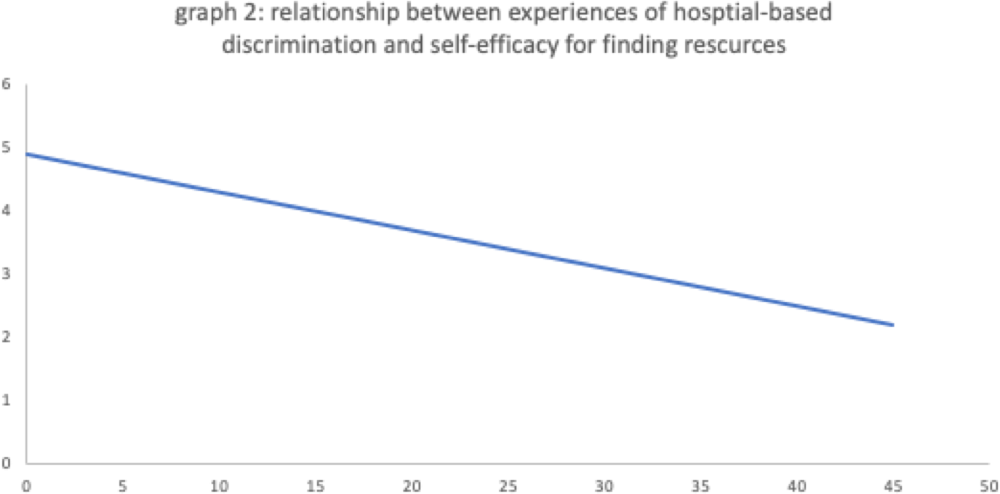 graph 2: relationship between experiences of hosptial-based
discrimination and self-efficacy for finding rescurces
6
5
4
3
2
1
0
0 5 10 15 20 25 30 35 40 45 50